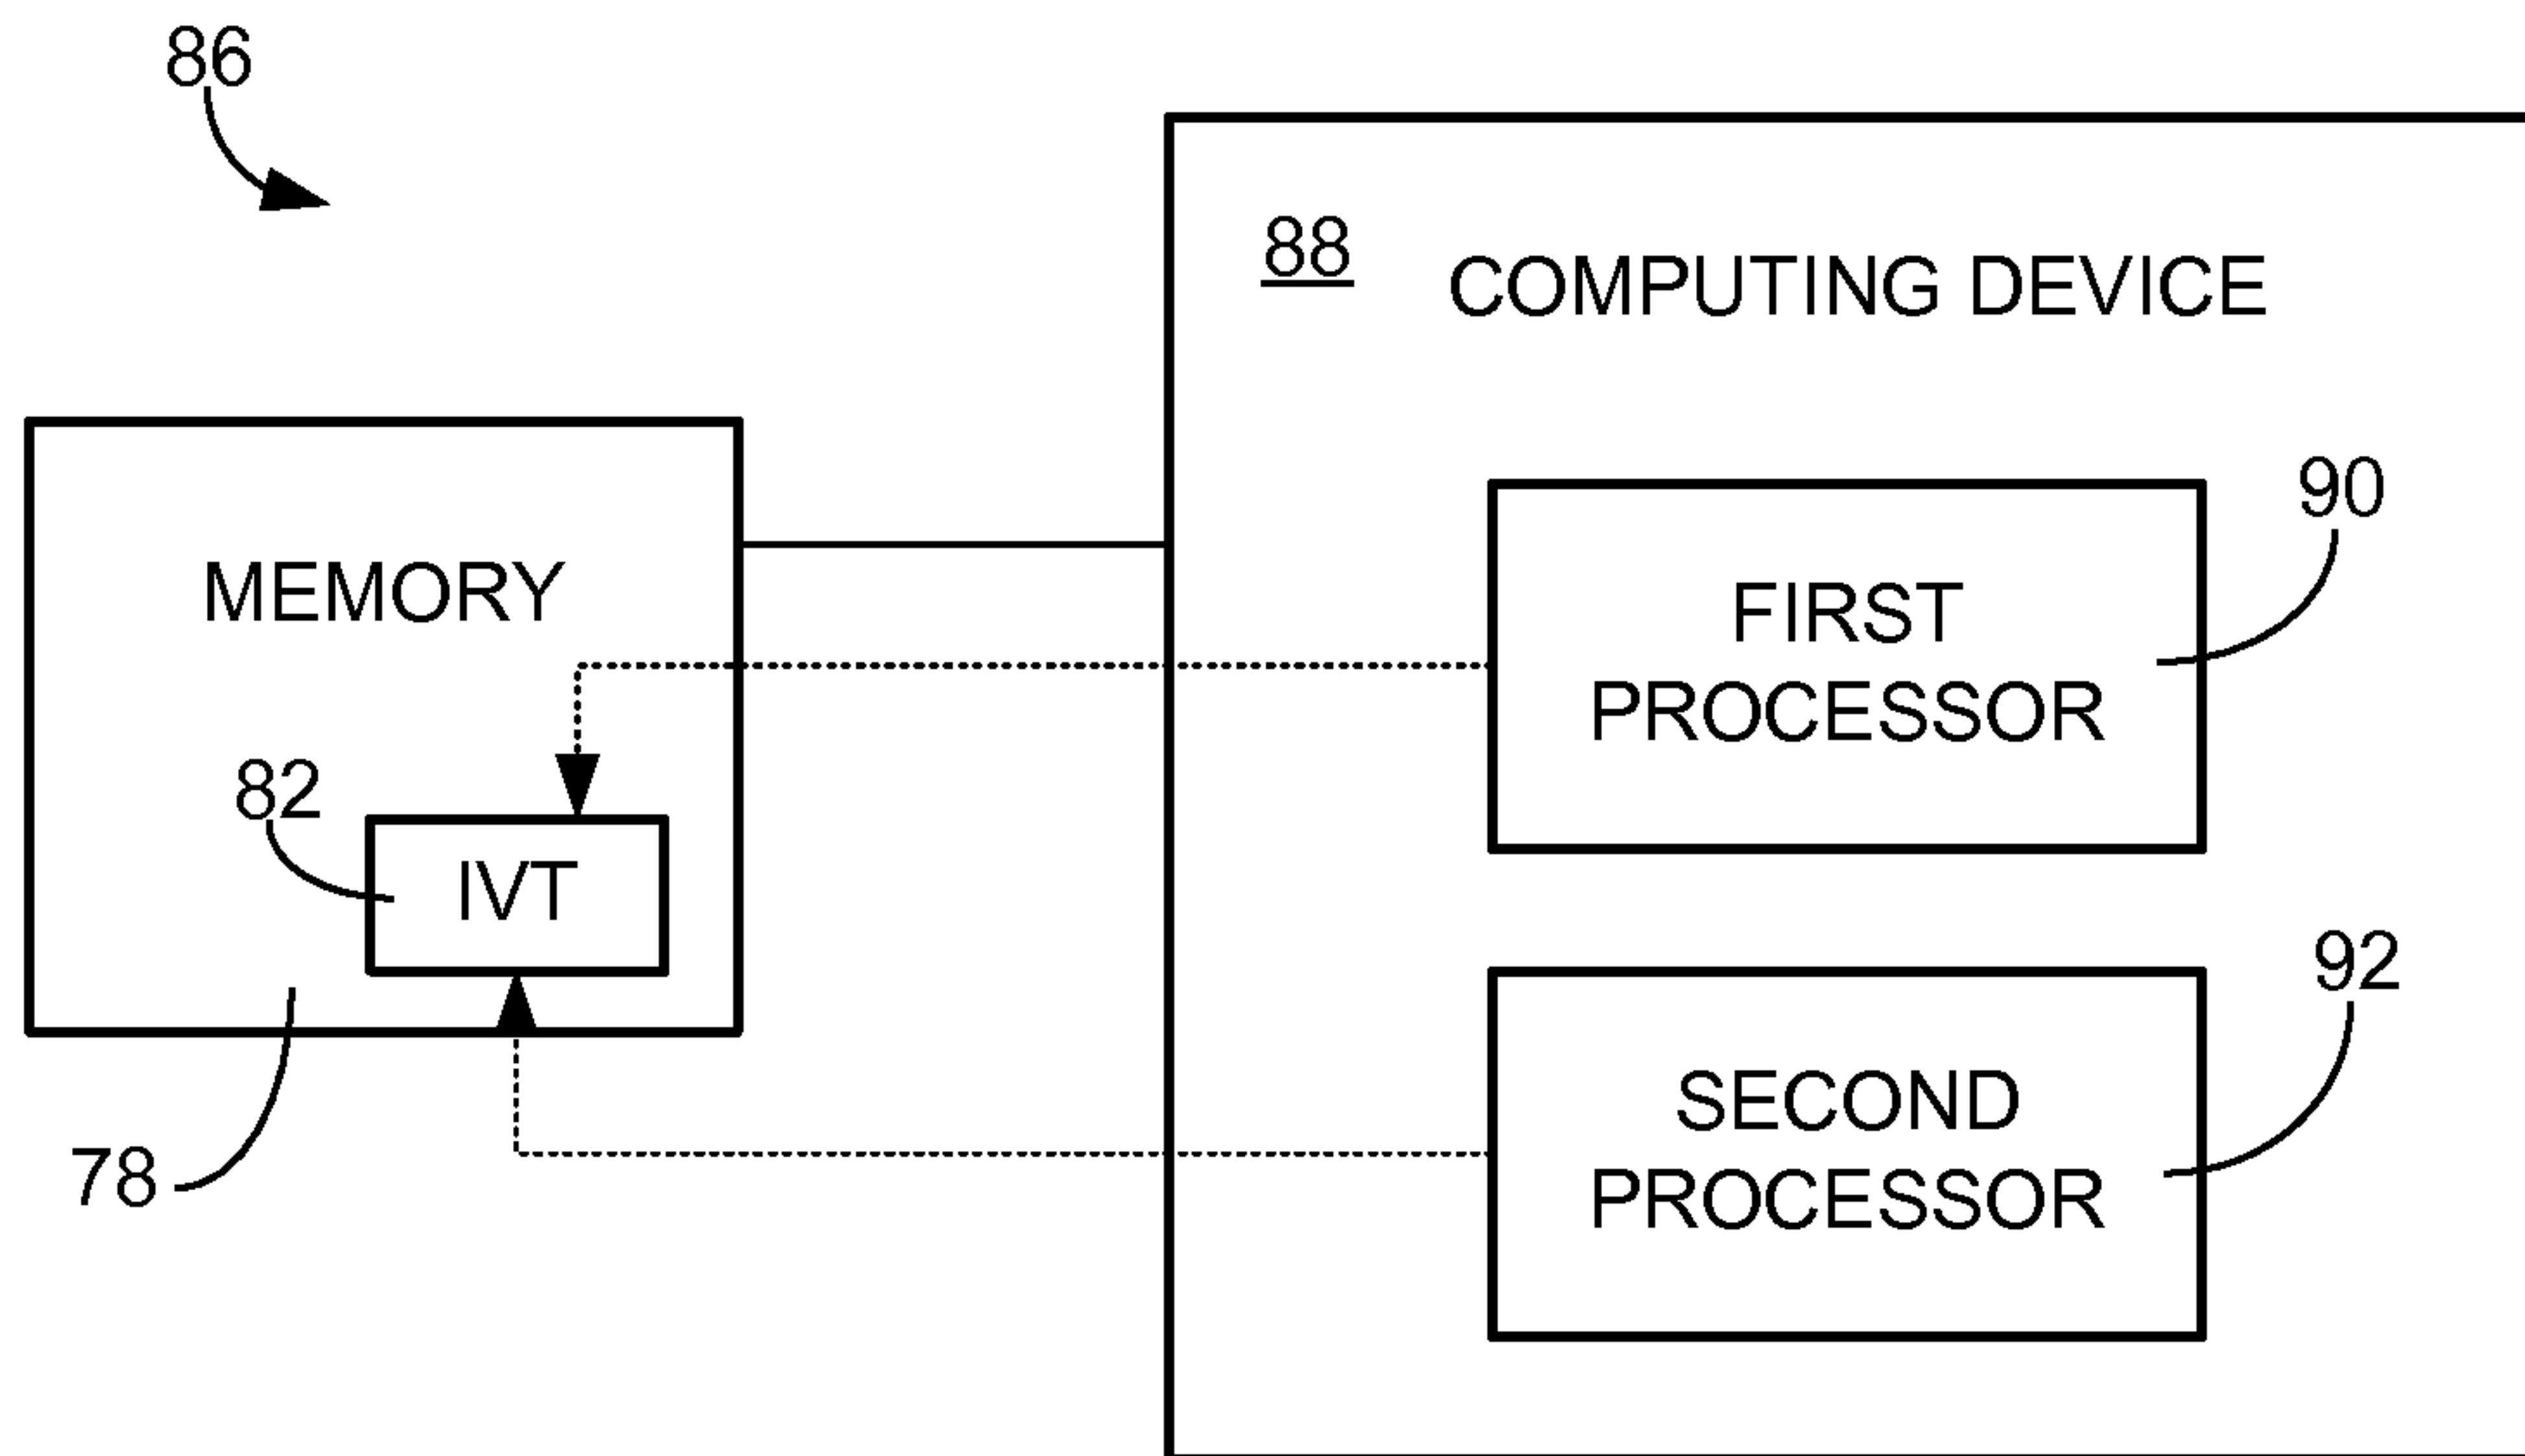 86
88
COMPUTING DEVICE
MEMORY
90
FIRST
PROCESSOR
82
IVT
92
SECOND
PROCESSOR
78